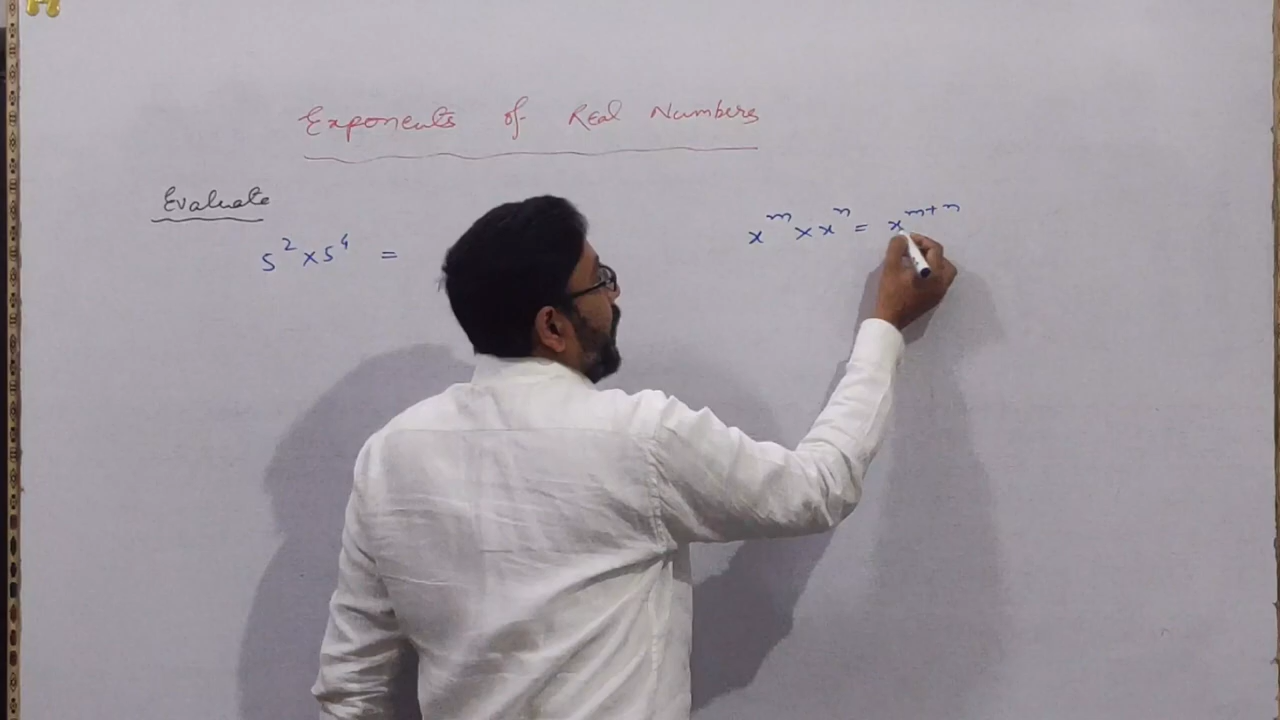 Exponents of Real Numbers
Evaluate
5² × 5⁴ =
xᵐ × xⁿ = xᵐ⁺ⁿ